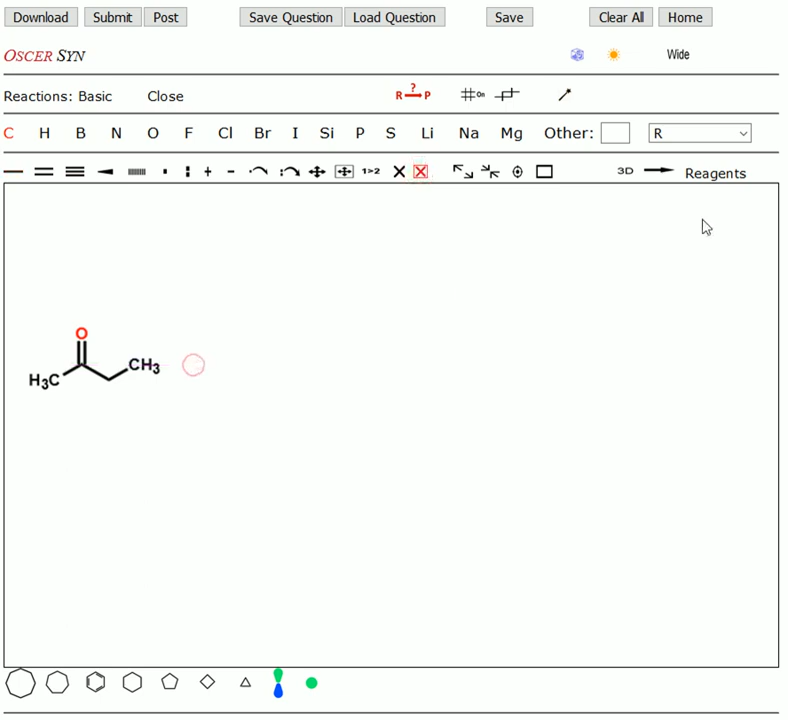 Download Submit Post Save Question Load Question Save Clear All Home
OSCER SYN Wide
Reactions: Basic Close R ? P # On
C H B N O F Cl Br I Si P S Li Na Mg Other: R
1>2 3D Reagents
O
H3C CH3